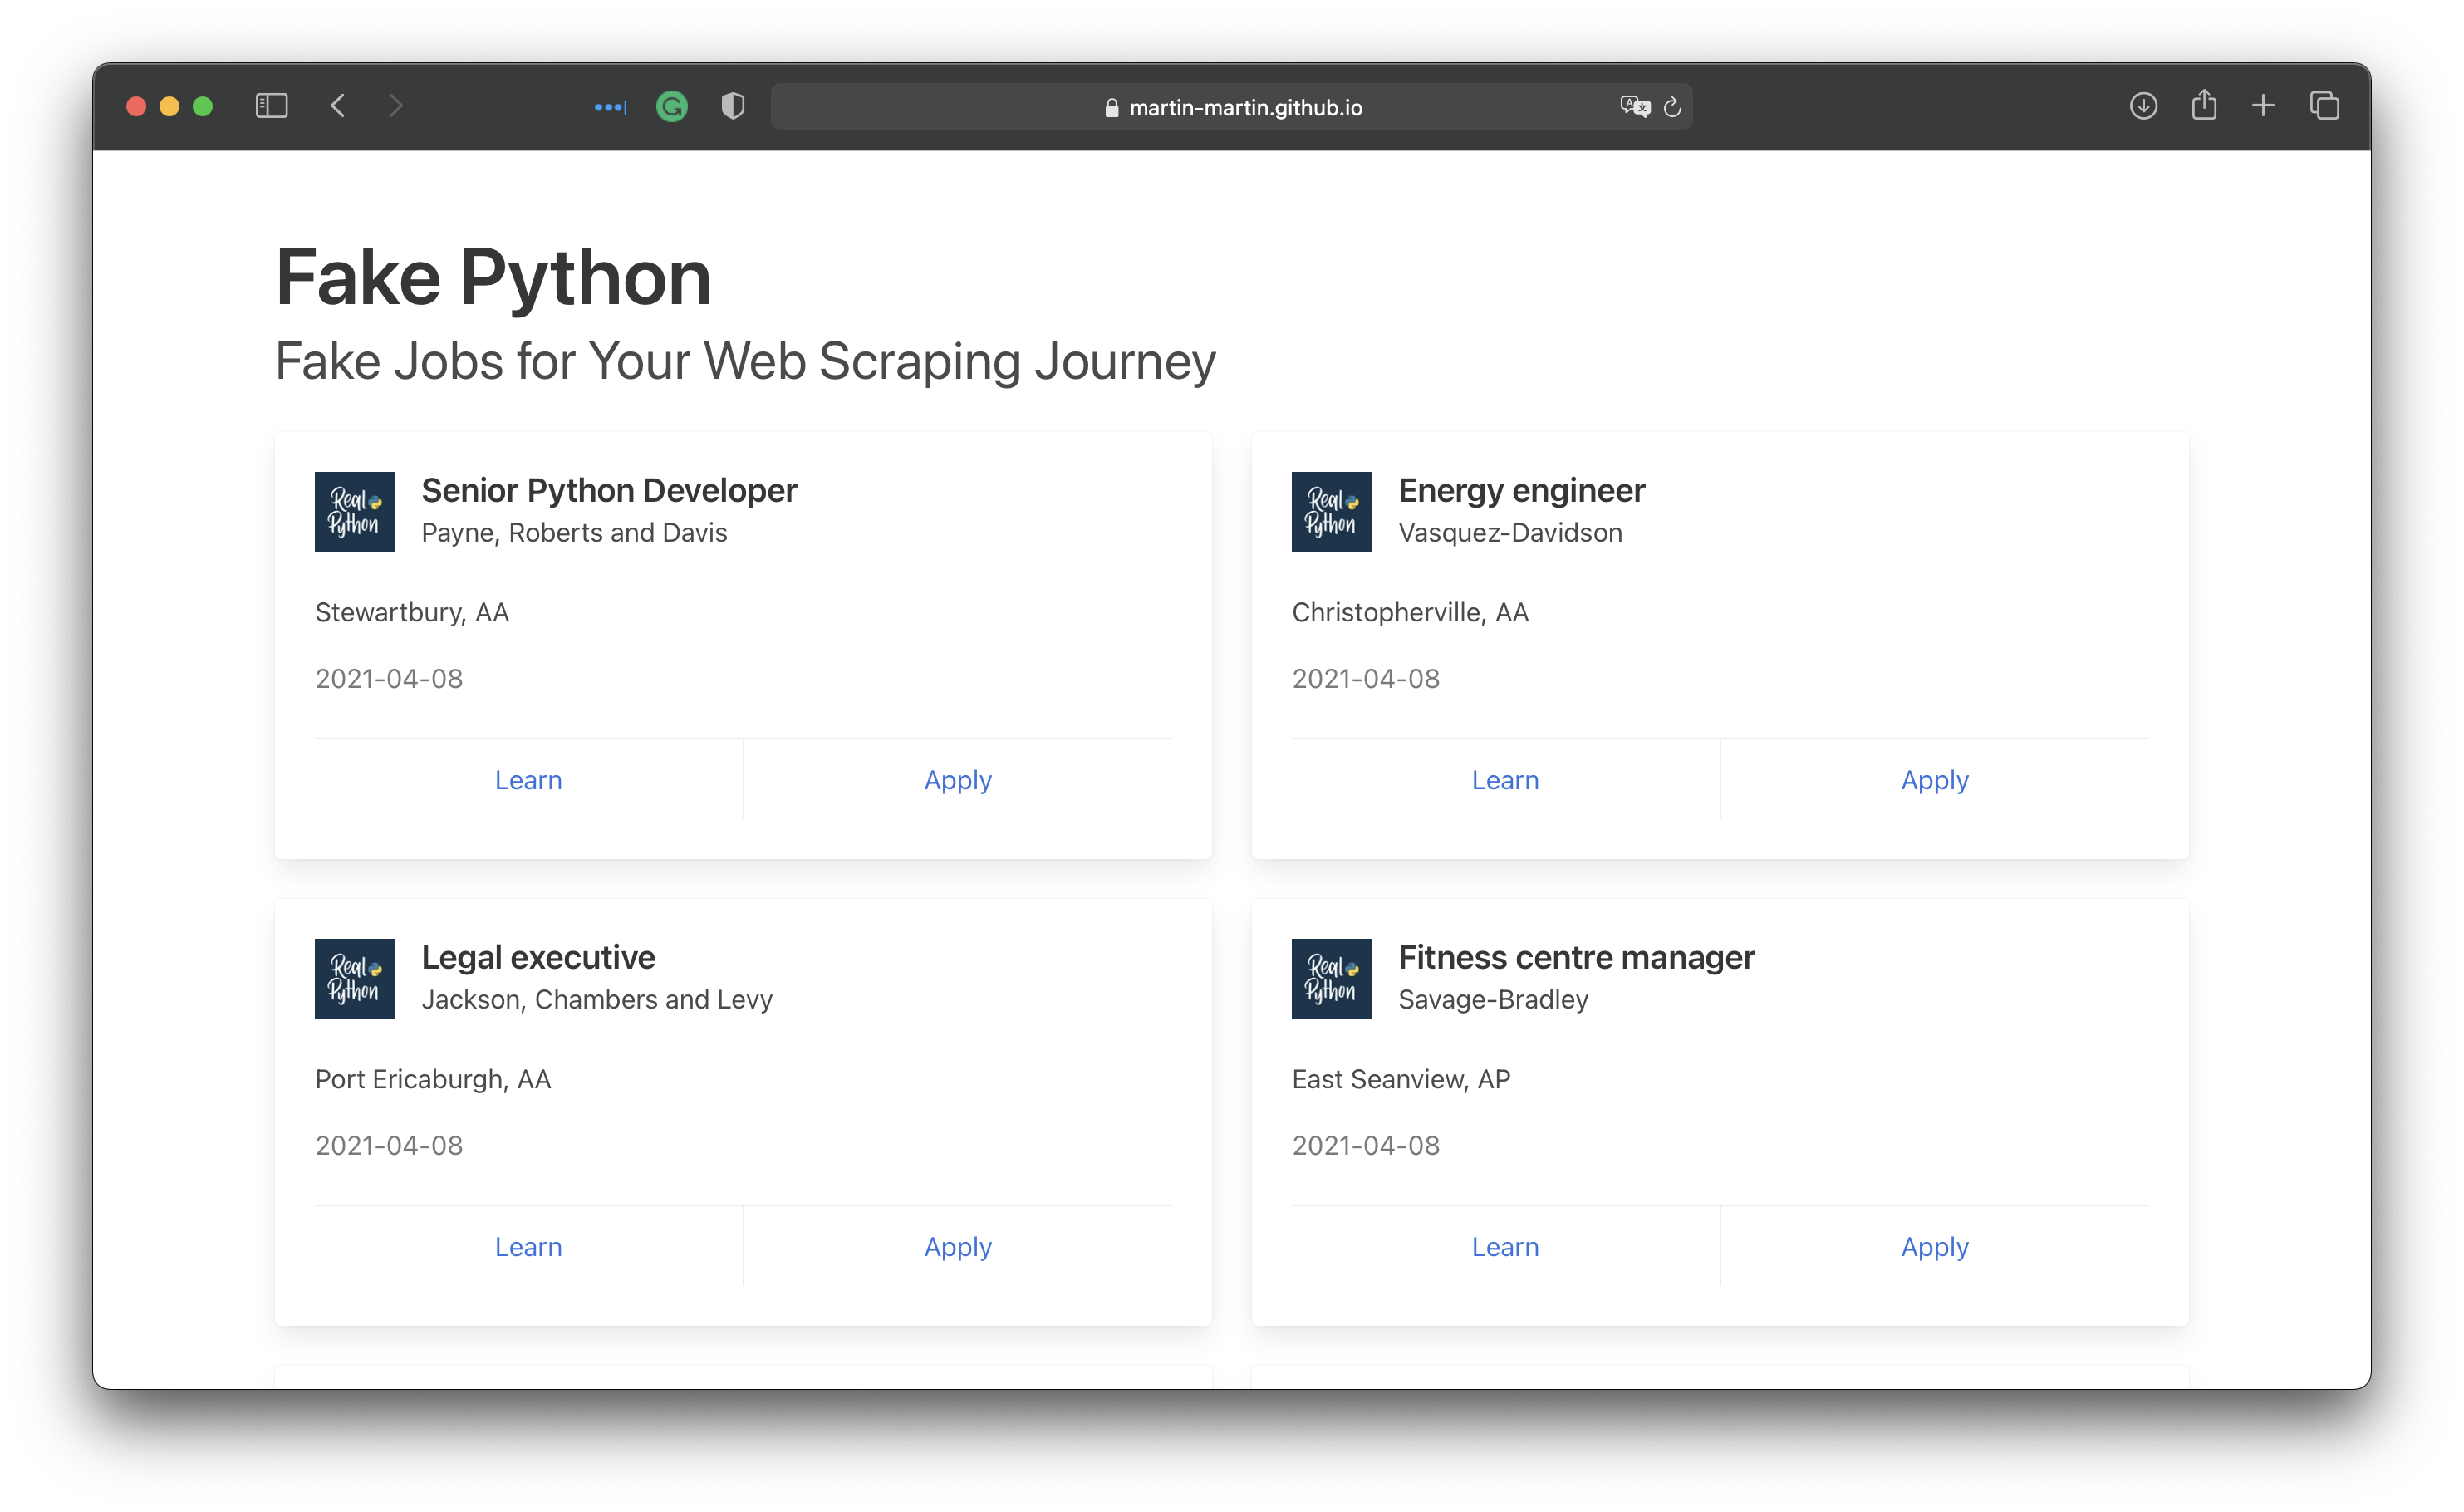 martin-martin.github.io
Fake Python
Fake Jobs for Your Web Scraping Journey
Real Python
Senior Python Developer
Payne, Roberts and Davis
Stewartbury, AA
2021-04-08
Learn
Apply
Real Python
Energy engineer
Vasquez-Davidson
Christopherville, AA
2021-04-08
Learn
Apply
Real Python
Legal executive
Jackson, Chambers and Levy
Port Ericaburgh, AA
2021-04-08
Learn
Apply
Real Python
Fitness centre manager
Savage-Bradley
East Seanview, AP
2021-04-08
Learn
Apply